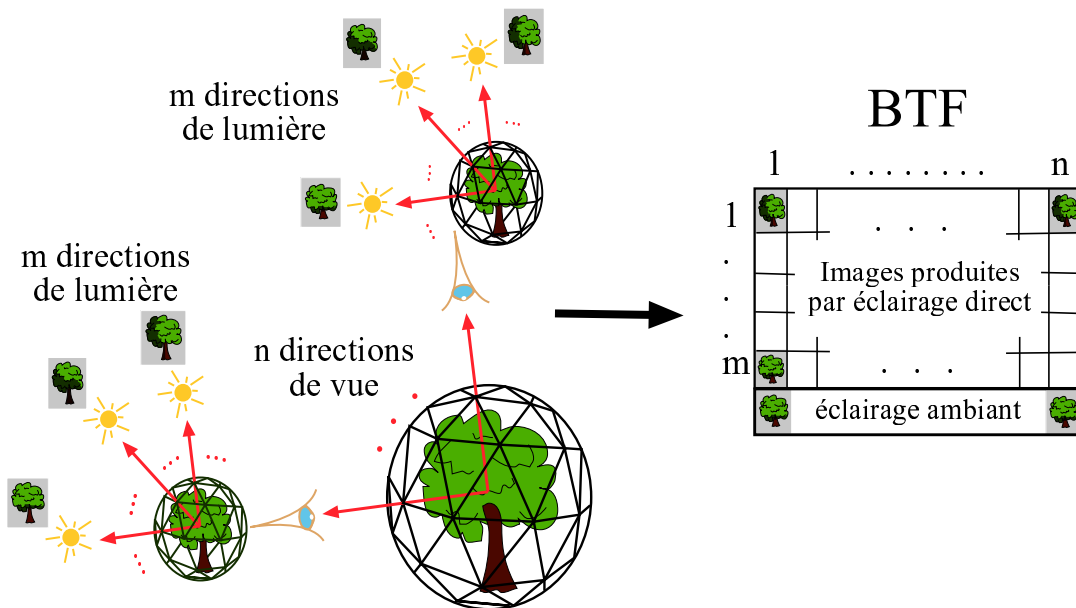 m directions
de lumière
m directions
de lumière
n directions
de vue
BTF
1 . . . . . . . . n
1
.
.
.
m
. . .
Images produites
par éclairage direct
. . .
éclairage ambiant